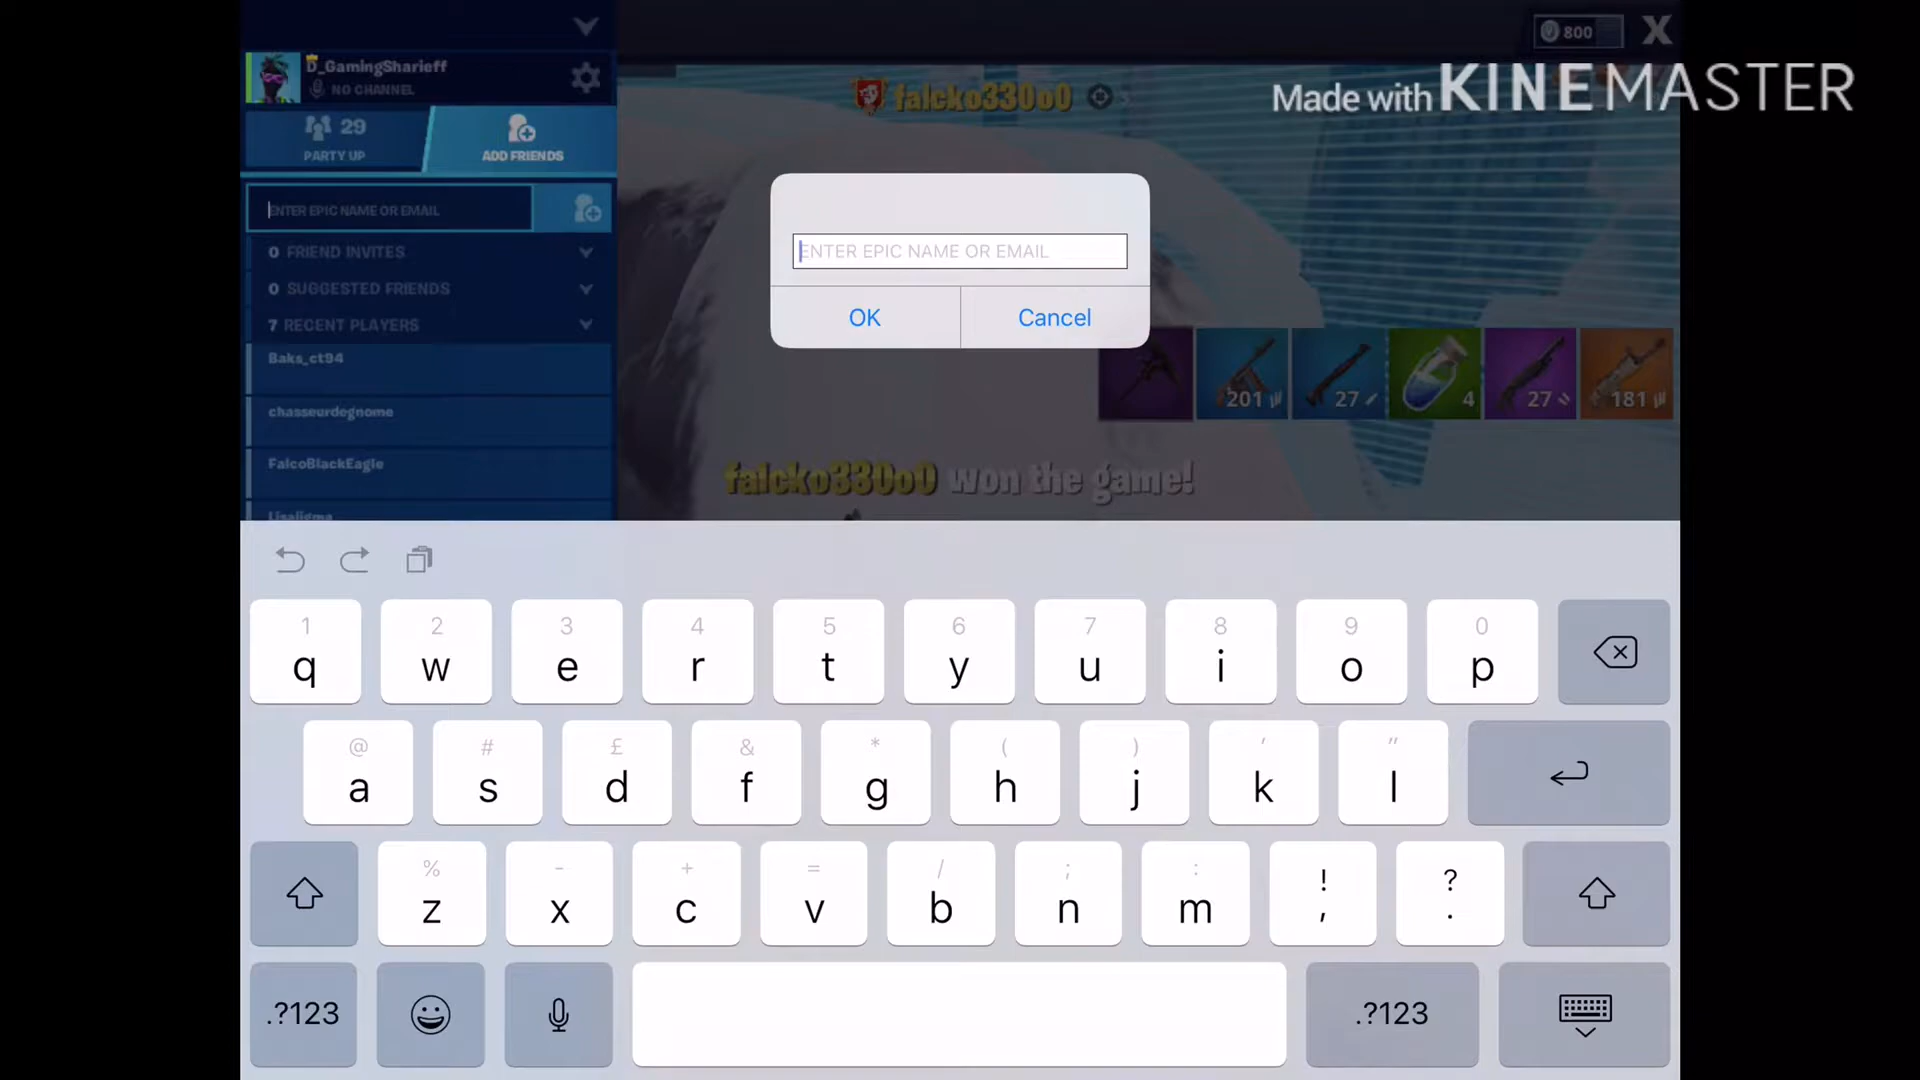 800
X
D_GamingSharieff
NO CHANNEL
falcko330o0
Made with KINEMASTER
29
PARTY UP
ADD FRIENDS
ENTER EPIC NAME OR EMAIL
ENTER EPIC NAME OR EMAIL
0 FRIEND INVITES
0 SUGGESTED FRIENDS
7 RECENT PLAYERS
OK
Cancel
Baks_ct94
chasseurdegnome
FalcoBlackEagle
Lisaligma
201
27
4
27
181
falcko330o0 won the game!
1 2 3 4 5 6 7 8 9 0
q w e r t y u i o p
@ # £ & * ( ) ' "
a s d f g h j k l
% - + = / ; : ! ?
z x c v b n m , .
.?123
.?123